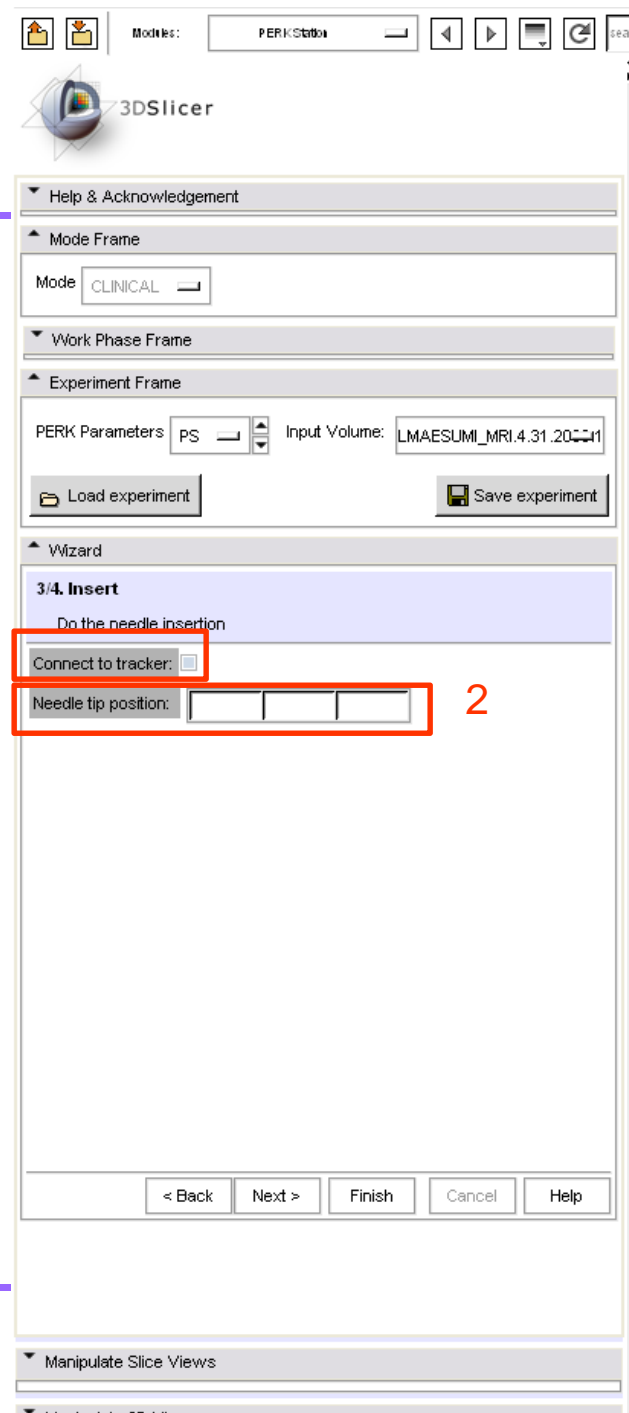 Modules: PERKStation sea
3DSlicer
Help & Acknowledgement
Mode Frame
Mode CLINICAL
Work Phase Frame
Experiment Frame
PERK Parameters PS Input Volume:
Load experiment Save experiment
Wizard
3/4. Insert
Do the needle insertion
Connect to tracker:
Needle tip position: 2
< Back Next > Finish Cancel Help
Manipulate Slice Views